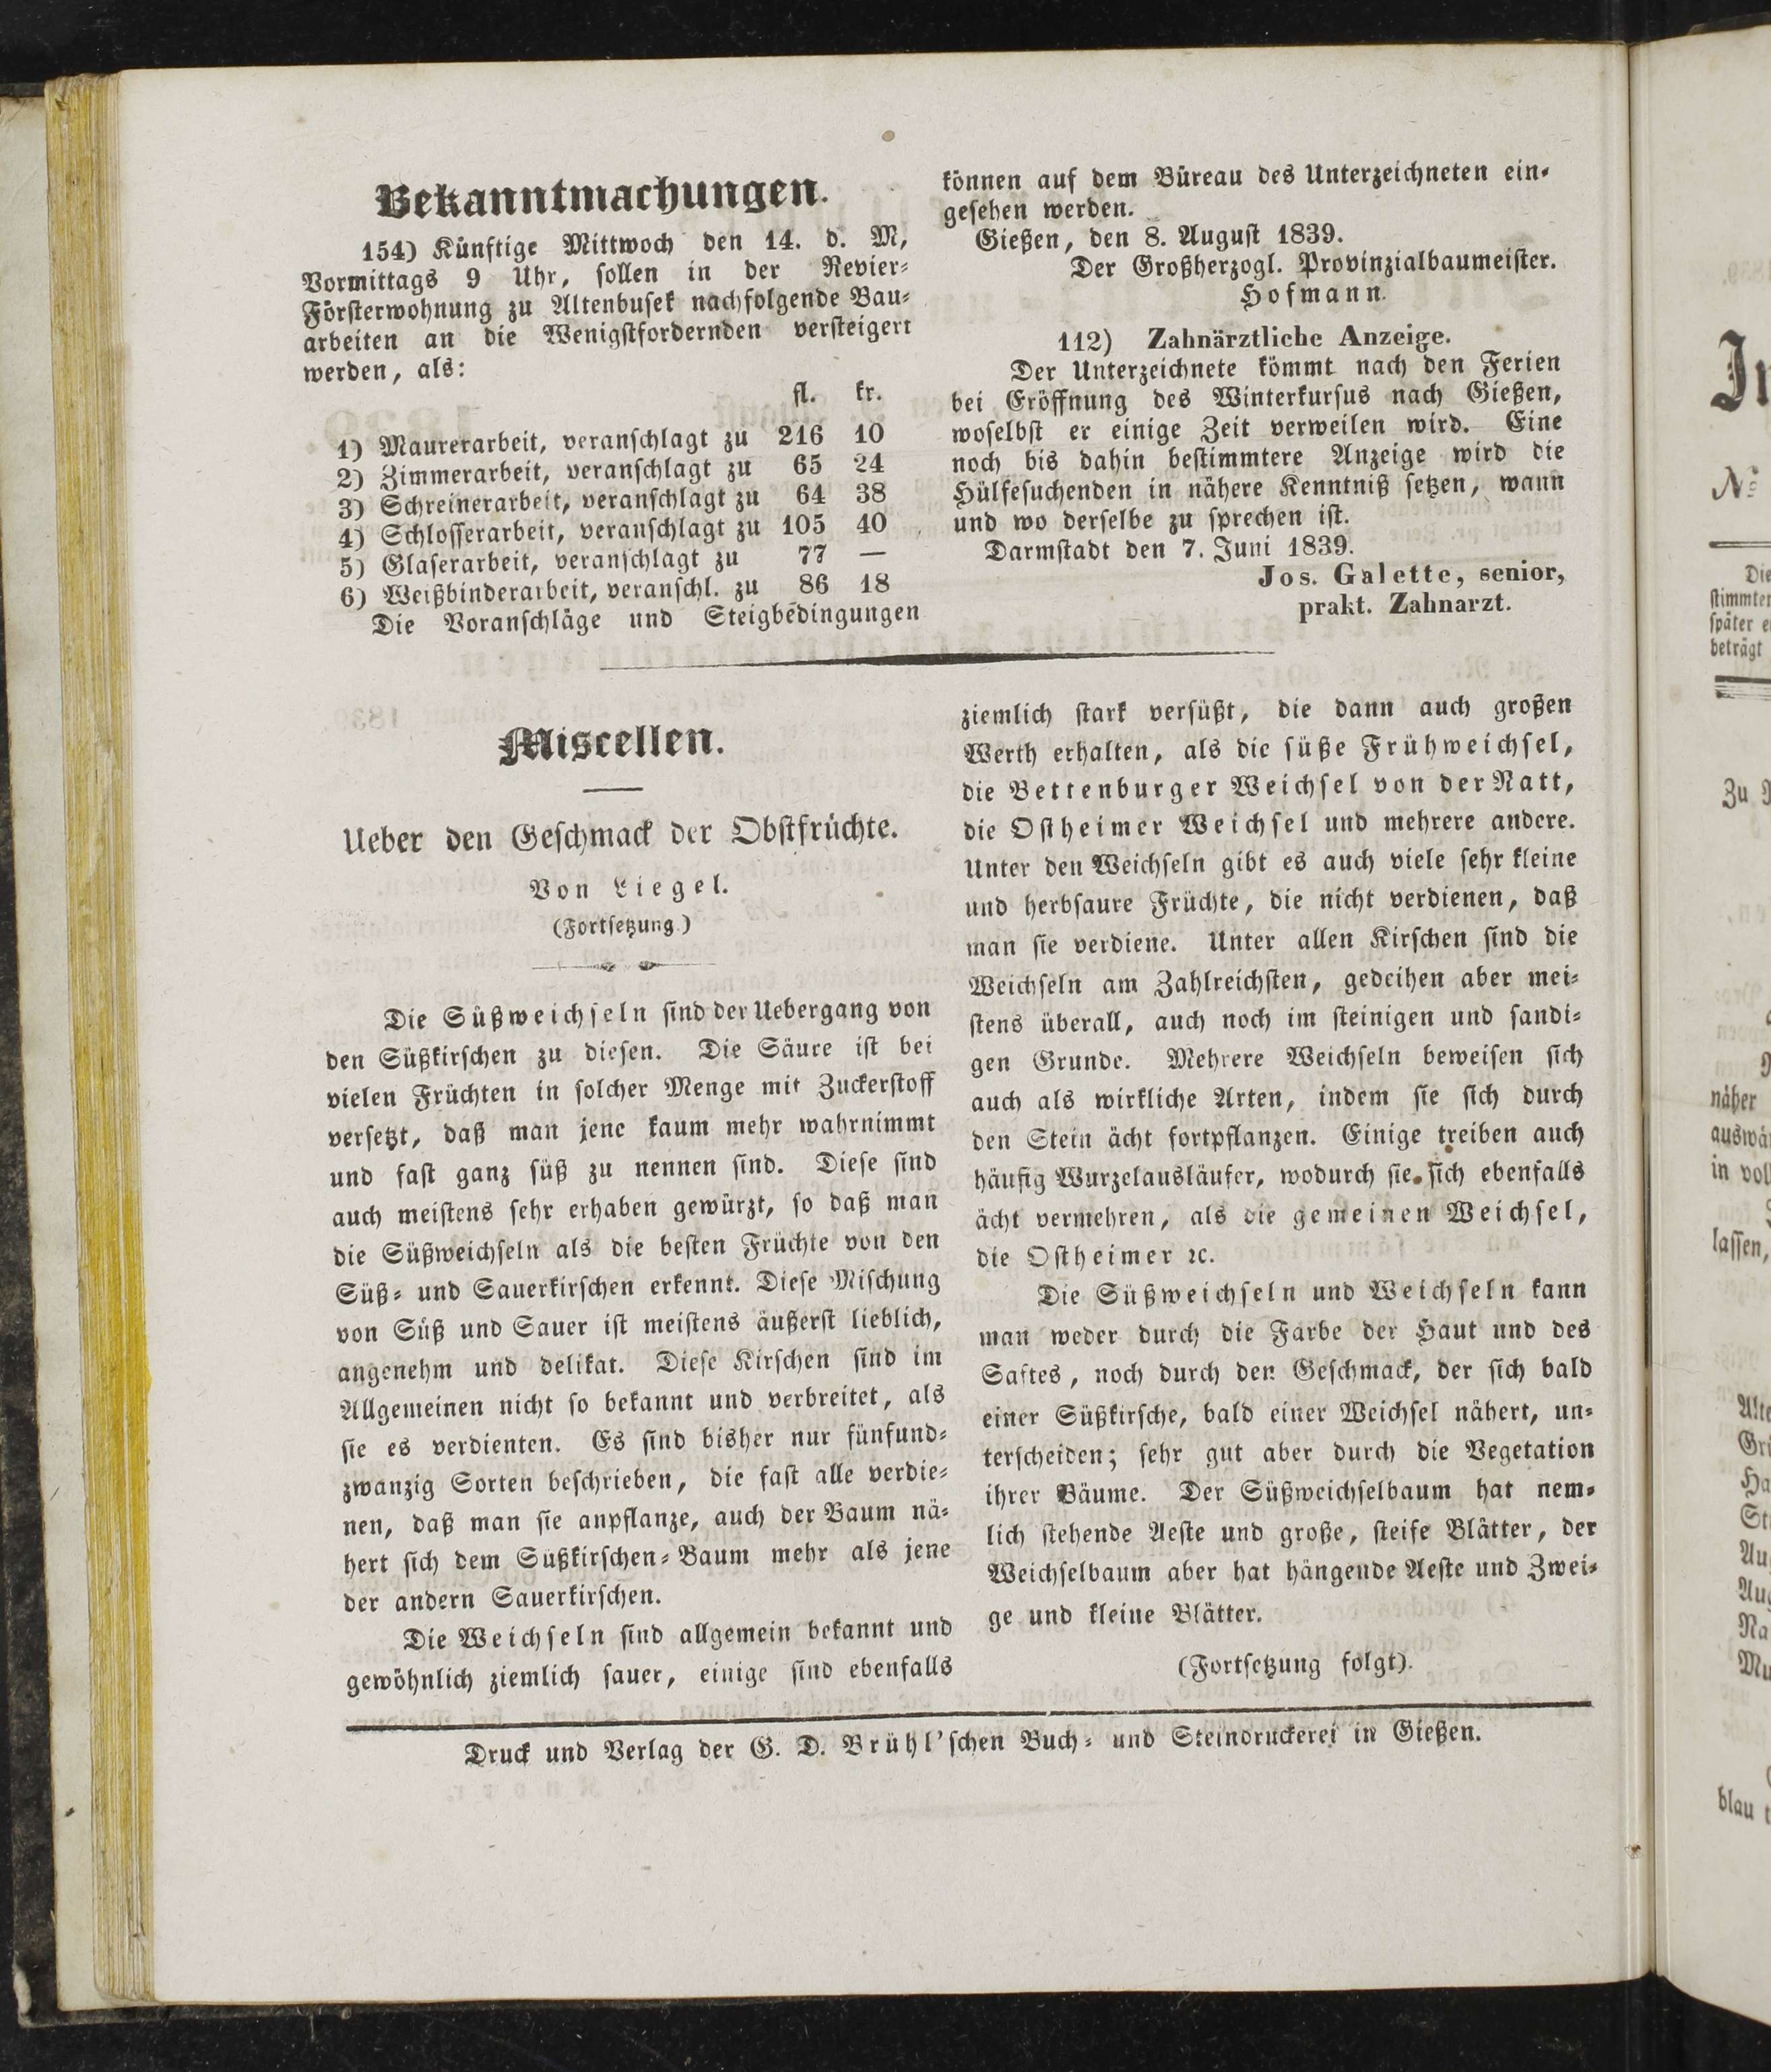 Bekanntmachungen.
154) Künftige Mittwoch den 14. d. M,
Vormittags 9 Uhr, sollen in der Revier-
Försterwohnung zu Altenbusek nachfolgende Bau-
arbeiten an die Wenigstfordernden versteigert
werden, als:
fl. kr.
1) Maurerarbeit, veranschlagt zu 216 10
2) Zimmerarbeit, veranschlagt zu 65 24
3) Schreinerarbeit, veranschlagt zu 64 38
4) Schlosserarbeit, veranschlagt zu 105 40
5) Glaserarbeit, veranschlagt zu 77 —
6) Weißbinderarbeit, veranschl. zu 86 18
Die Voranschläge und Steigbedingungen
können auf dem Büreau des Unterzeichneten ein-
gesehen werden.
Gießen, den 8. August 1839.
Der Großherzogl. Provinzialbaumeister.
Hofmann.
112) Zahnärztliche Anzeige.
Der Unterzeichnete kömmt nach den Ferien
bei Eröffnung des Winterkursus nach Gießen,
woselbst er einige Zeit verweilen wird. Eine
noch bis dahin bestimmtere Anzeige wird die
Hülfesuchenden in nähere Kenntniß setzen, wann
und wo derselbe zu sprechen ist.
Darmstadt den 7. Juni 1839.
Jos. Galette, senior,
prakt. Zahnarzt.
Miscellen.
Ueber den Geschmack der Obstfrüchte.
Von Liegel.
(Fortsetzung.)
Die Süßweichseln sind der Uebergang von
den Süßkirschen zu diesen. Die Säure ist bei
vielen Früchten in solcher Menge mit Zuckerstoff
versetzt, daß man jene kaum mehr wahrnimmt
und fast ganz süß zu nennen sind. Diese sind
auch meistens sehr erhaben gewürzt, so daß man
die Süßweichseln als die besten Früchte von den
Süß- und Sauerkirschen erkennt. Diese Mischung
von Süß und Sauer ist meistens äußerst lieblich,
angenehm und delikat. Diese Kirschen sind im
Allgemeinen nicht so bekannt und verbreitet, als
sie es verdienten. Es sind bisher nur fünfund-
zwanzig Sorten beschrieben, die fast alle verdie-
nen, daß man sie anpflanze, auch der Baum nä-
hert sich dem Süßkirschen-Baum mehr als jene
der andern Sauerkirschen.
Die Weichseln sind allgemein bekannt und
gewöhnlich ziemlich sauer, einige sind ebenfalls
ziemlich stark versüßt, die dann auch großen
Werth erhalten, als die süße Frühweichsel,
die Bettenburger Weichsel von der Natt,
die Ostheimer Weichsel und mehrere andere.
Unter den Weichseln gibt es auch viele sehr kleine
und herbsaure Früchte, die nicht verdienen, daß
man sie verdiene. Unter allen Kirschen sind die
Weichseln am Zahlreichsten, gedeihen aber mei-
stens überall, auch noch im steinigen und sandi-
gen Grunde. Mehrere Weichseln beweisen sich
auch als wirkliche Arten, indem sie sich durch
den Stein ächt fortpflanzen. Einige treiben auch
häufig Wurzelausläufer, wodurch sie sich ebenfalls
ächt vermehren, als die gemeinen Weichsel,
die Ostheimer ꝛc.
Die Süßweichseln und Weichseln kann
man weder durch die Farbe der Haut und des
Saftes, noch durch den Geschmack, der sich bald
einer Süßkirsche, bald einer Weichsel nähert, un-
terscheiden; sehr gut aber durch die Vegetation
ihrer Bäume. Der Süßweichselbaum hat nem-
lich stehende Aeste und große, steife Blätter, der
Weichselbaum aber hat hängende Aeste und Zwei-
ge und kleine Blätter.
(Fortsetzung folgt).
Druck und Verlag der G. D. Brühl'schen Buch- und Steindruckerei in Gießen.
Zu
näher
in
lassen,
blau